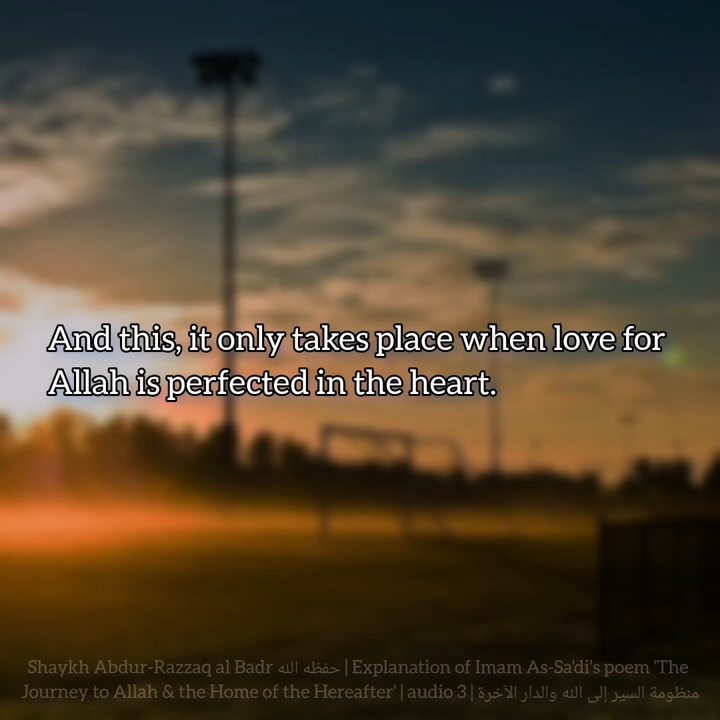 And this, it only takes place when love for
Allah is perfected in the heart.
Shaykh Abdur-Razzaq al Badr حفظه الله | Explanation of Imam As-Sa'di's poem 'The
Journey to Allah & the Home of the Hereafter' | audio 3 | منظومة السير إلى الله والدار الآخرة